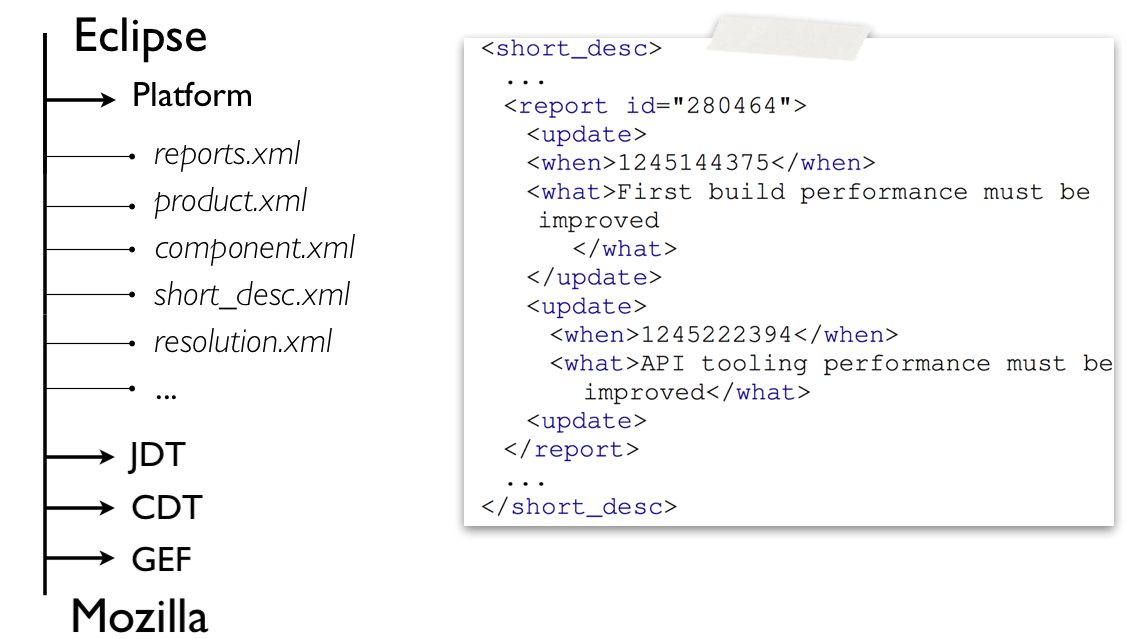 Eclipse
Platform
reports.xml
product.xml
component.xml
short_desc.xml
resolution.xml
...
JDT
CDT
GEF
Mozilla
<short_desc>
...
<report id="280464">
<update>
<when>1245144375</when>
<what>First build performance must be
improved
</what>
</update>
<update>
<when>1245222394</when>
<what>API tooling performance must be
improved</what>
<update>
</report>
...
</short_desc>